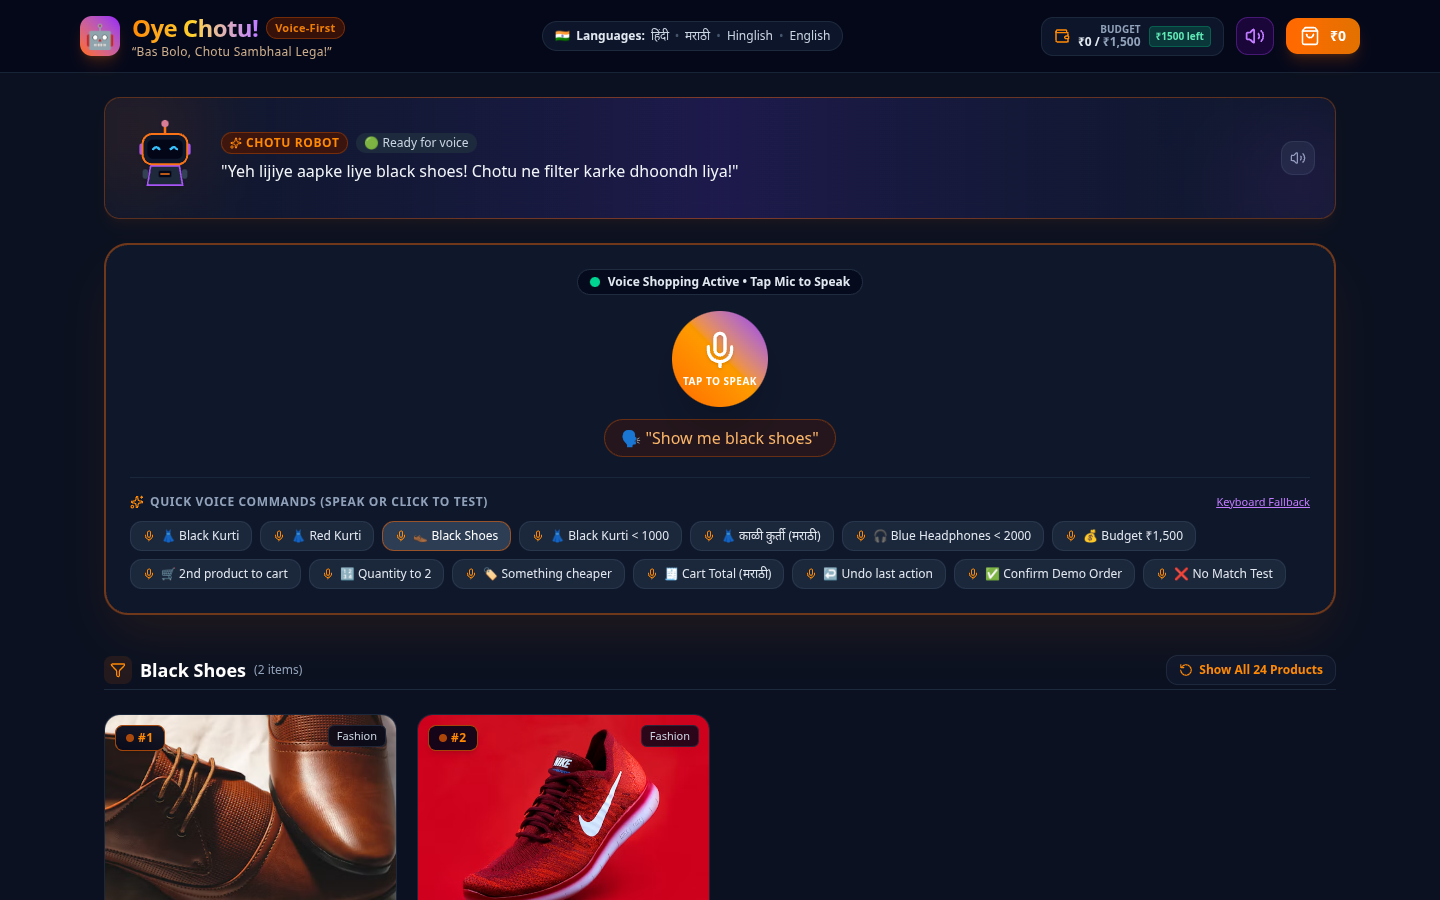 Oye Chotu! Voice-First
“Bas Bolo, Chotu Sambhaal Lega!”
🇮🇳 Languages: हिंदी • मराठी • Hinglish • English
BUDGET
₹0 / ₹1,500
₹1500 left
₹0
CHOTU ROBOT
🟢 Ready for voice
"Yeh lijiye aapke liye black shoes! Chotu ne filter karke dhoondh liya!"
Voice Shopping Active • Tap Mic to Speak
TAP TO SPEAK
🗣️ "Show me black shoes"
QUICK VOICE COMMANDS (SPEAK OR CLICK TO TEST)
Keyboard Fallback
👗 Black Kurti
👗 Red Kurti
👞 Black Shoes
👗 Black Kurti < 1000
👗 काळी कुर्ती (मराठी)
🎧 Blue Headphones < 2000
💰 Budget ₹1,500
🛒 2nd product to cart
🔢 Quantity to 2
🏷️ Something cheaper
🧾 Cart Total (मराठी)
↩️ Undo last action
✅ Confirm Demo Order
❌ No Match Test
Black Shoes (2 items)
Show All 24 Products
#1
Fashion
#2
Fashion
NIKE